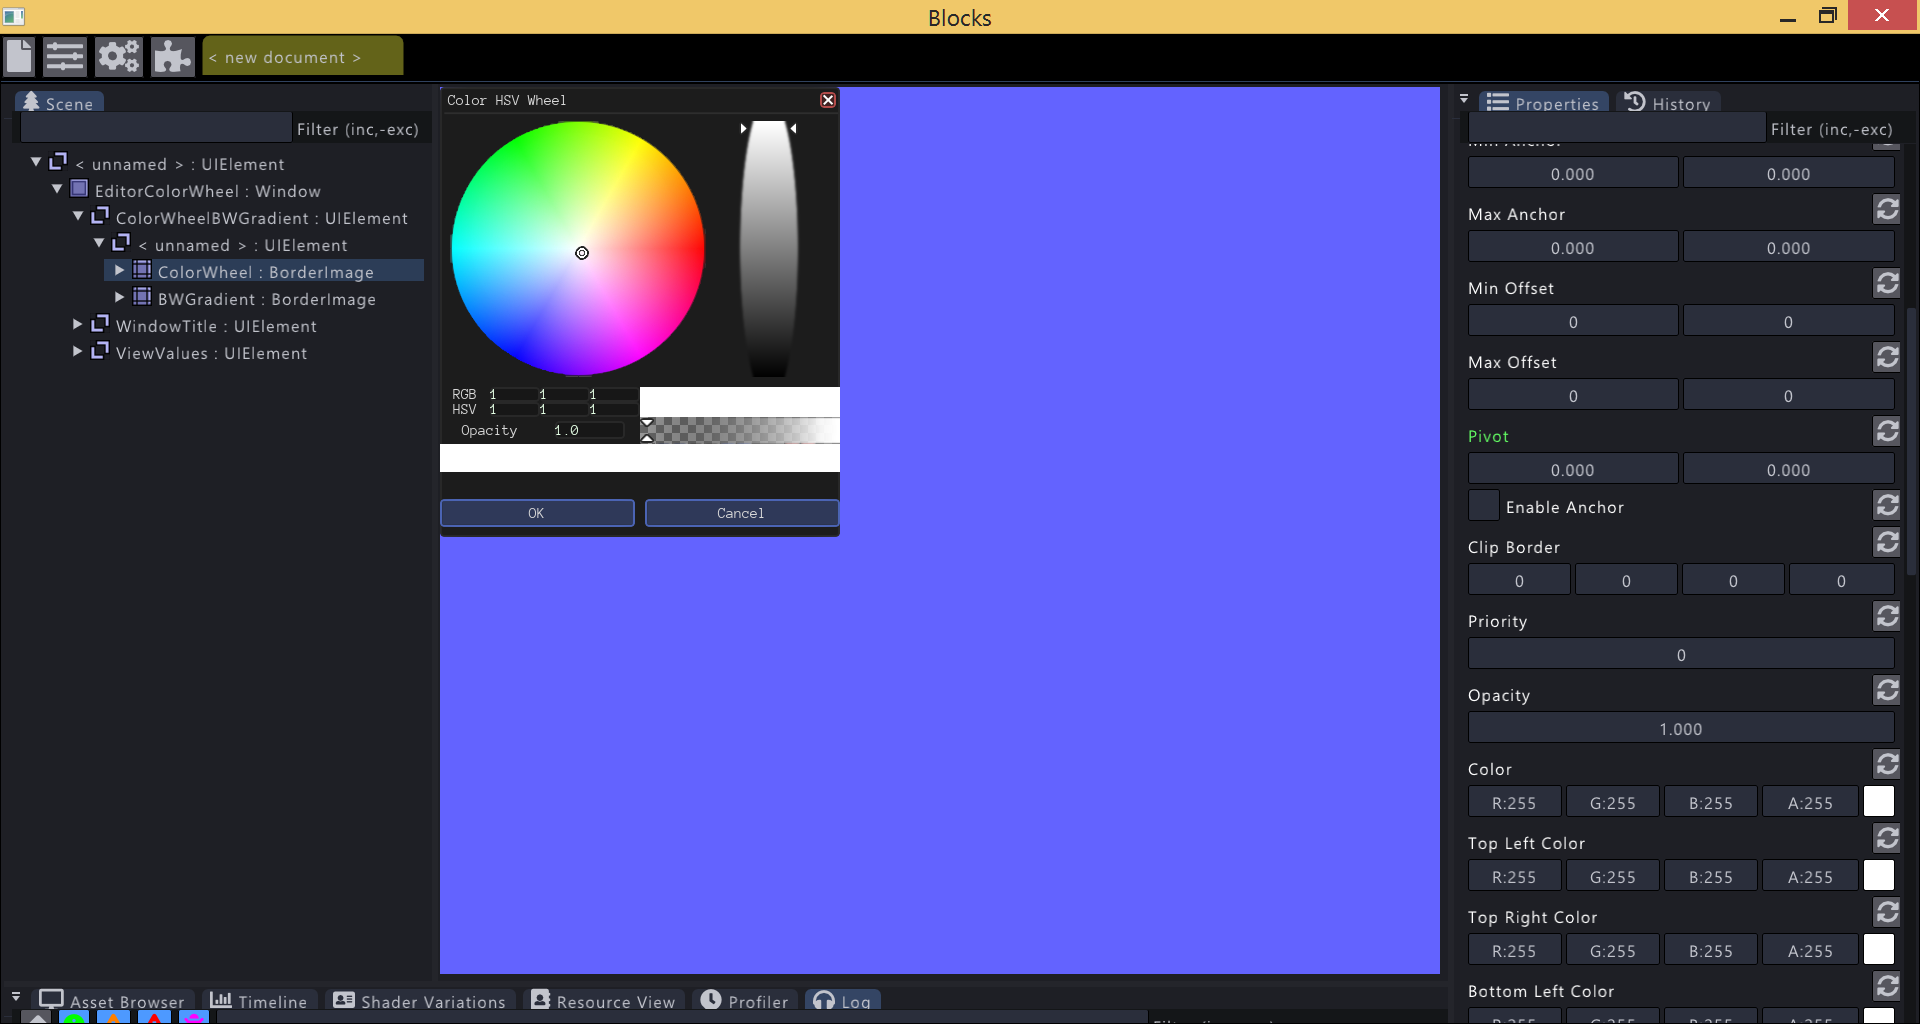 Blocks
< new document >
Scene
Filter (inc,-exc)
< unnamed > : UIElement
EditorColorWheel : Window
ColorWheelBWGradient : UIElement
< unnamed > : UIElement
ColorWheel : BorderImage
BWGradient : BorderImage
WindowTitle : UIElement
ViewValues : UIElement
Color HSV Wheel
RGB 1 1 1
HSV 1 1 1
Opacity 1.0
OK Cancel
Properties History
Filter (inc,-exc)
Min Anchor
0.000 0.000
Max Anchor
0.000 0.000
Min Offset
0 0
Max Offset
0 0
Pivot
0.000 0.000
Enable Anchor
Clip Border
0 0 0 0
Priority
0
Opacity
1.000
Color
R:255 G:255 B:255 A:255
Top Left Color
R:255 G:255 B:255 A:255
Top Right Color
R:255 G:255 B:255 A:255
Bottom Left Color
Asset Browser Timeline Shader Variations Resource View Profiler Log